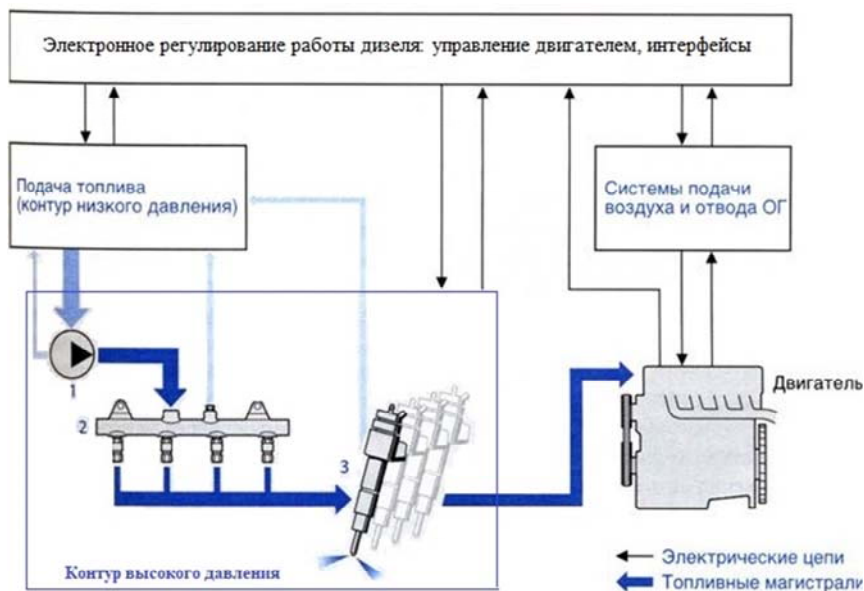 Электронное регулирование работы дизеля: управление двигателем, интерфейсы
Подача топлива
(контур низкого давления)
Системы подачи
воздуха и отвода ОГ
1
2
3
Двигатель
Контур высокого давления
Электрические цепи
Топливные магистрали